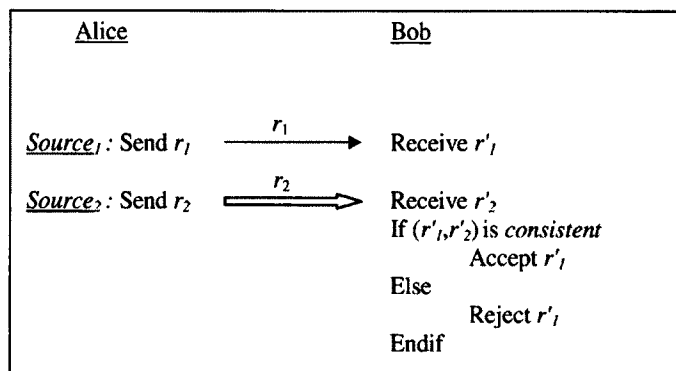 Alice Bob
r₁
Source₁ : Send r₁ Receive r'₁
r₂
Source₂ : Send r₂ Receive r'₂
If (r'₁,r'₂) is consistent
Accept r'₁
Else
Reject r'₁
Endif